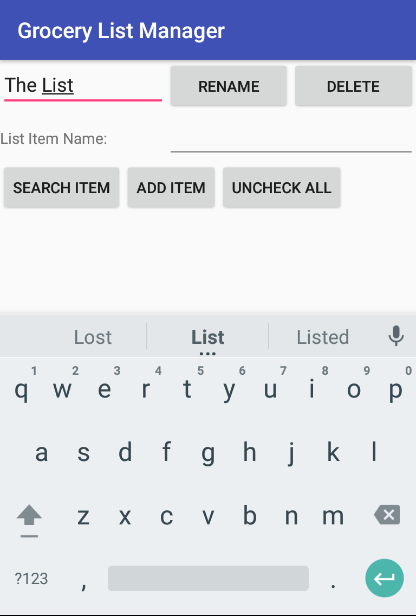 Grocery List Manager
The List RENAME DELETE
List Item Name:
SEARCH ITEM ADD ITEM UNCHECK ALL
Lost List Listed
1 2 3 4 5 6 7 8 9 0
q w e r t y u i o p
a s d f g h j k l
z x c v b n m
?123 , .